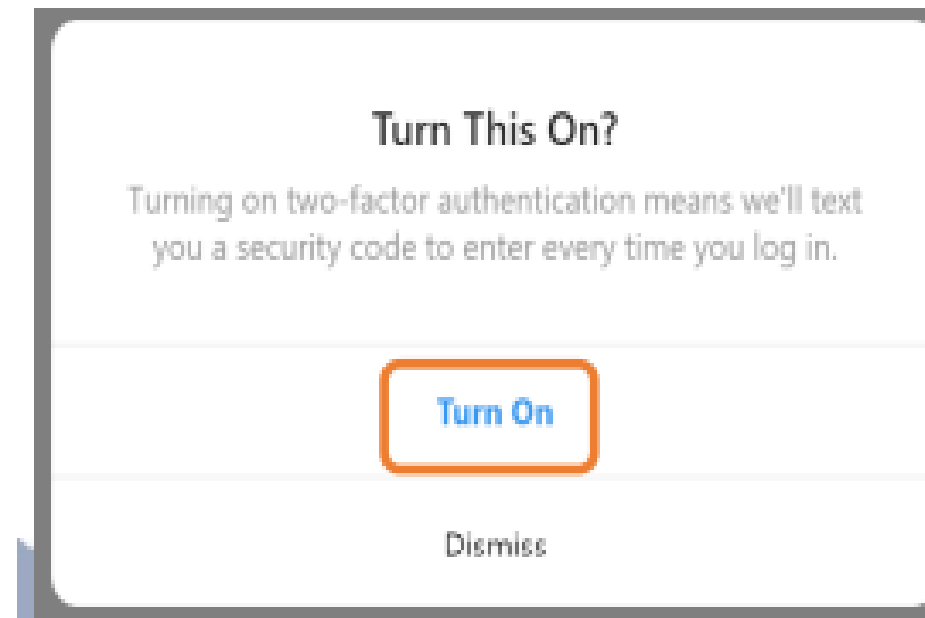 Turn This On?
Turning on two-factor authentication means we'll text
you a security code to enter every time you log in.
Turn On
Dismiss